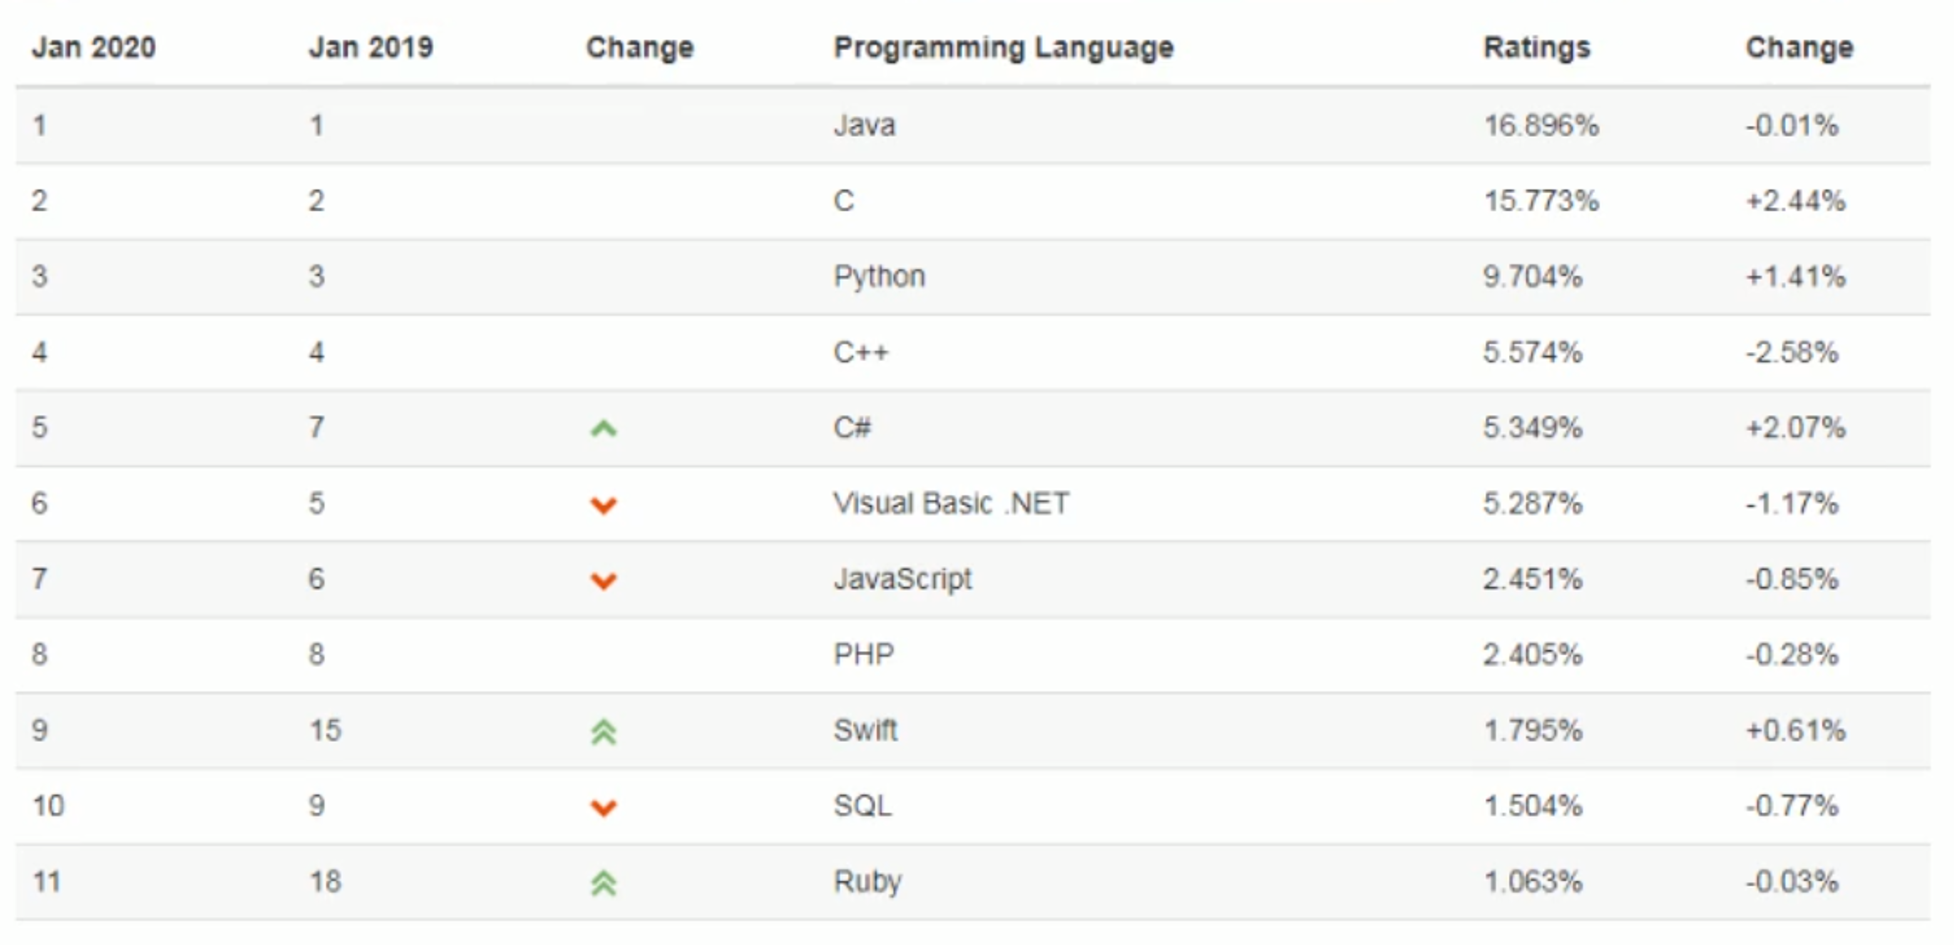 Jan 2020 Jan 2019 Change Programming Language Ratings Change
1 1 Java 16.896% -0.01%
2 2 C 15.773% +2.44%
3 3 Python 9.704% +1.41%
4 4 C++ 5.574% -2.58%
5 7 C# 5.349% +2.07%
6 5 Visual Basic .NET 5.287% -1.17%
7 6 JavaScript 2.451% -0.85%
8 8 PHP 2.405% -0.28%
9 15 Swift 1.795% +0.61%
10 9 SQL 1.504% -0.77%
11 18 Ruby 1.063% -0.03%